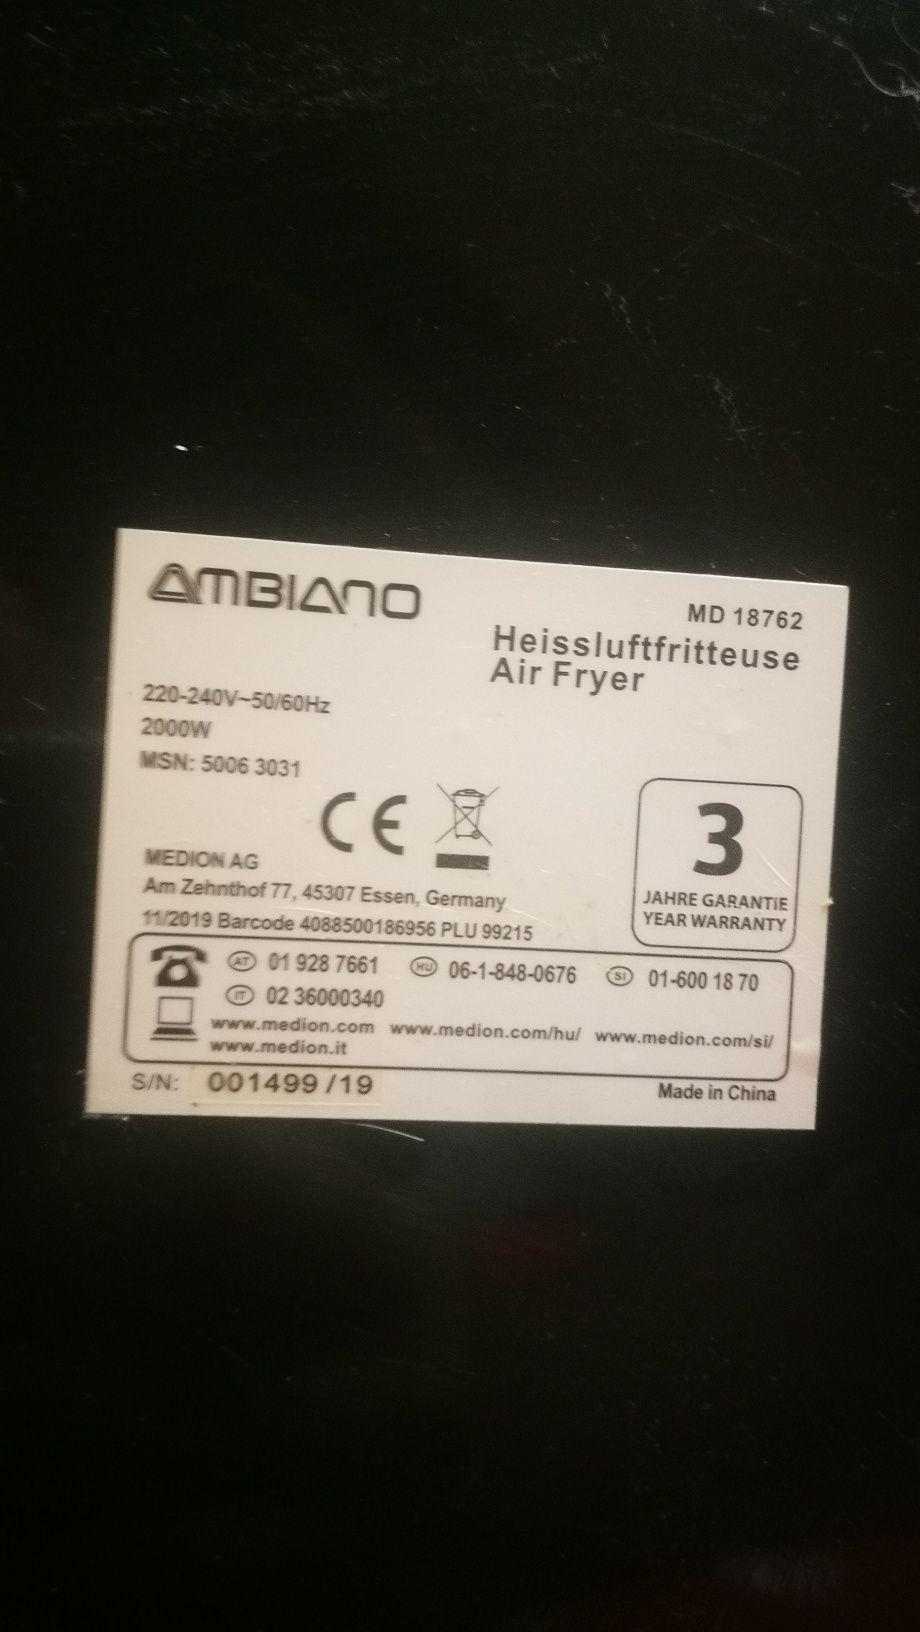 AMBIANO
MD 18762
Heissluftfritteuse
Air Fryer
220-240V~50/60Hz
2000W
MSN: 5006 3031
CE
MEDION AG
Am Zehnthof 77, 45307 Essen, Germany
11/2019 Barcode 4088500186956 PLU 99215
3
JAHRE GARANTiE
YEAR WARRANTY
AT 01 928 7661 HU 06-1-848-0676 SI 01-600 18 70
IT 02 36000340
www.medion.com www.medion.com/hu/ www.medion.com/si/
www.medion.it
S/N: 001499 /19
Made in China